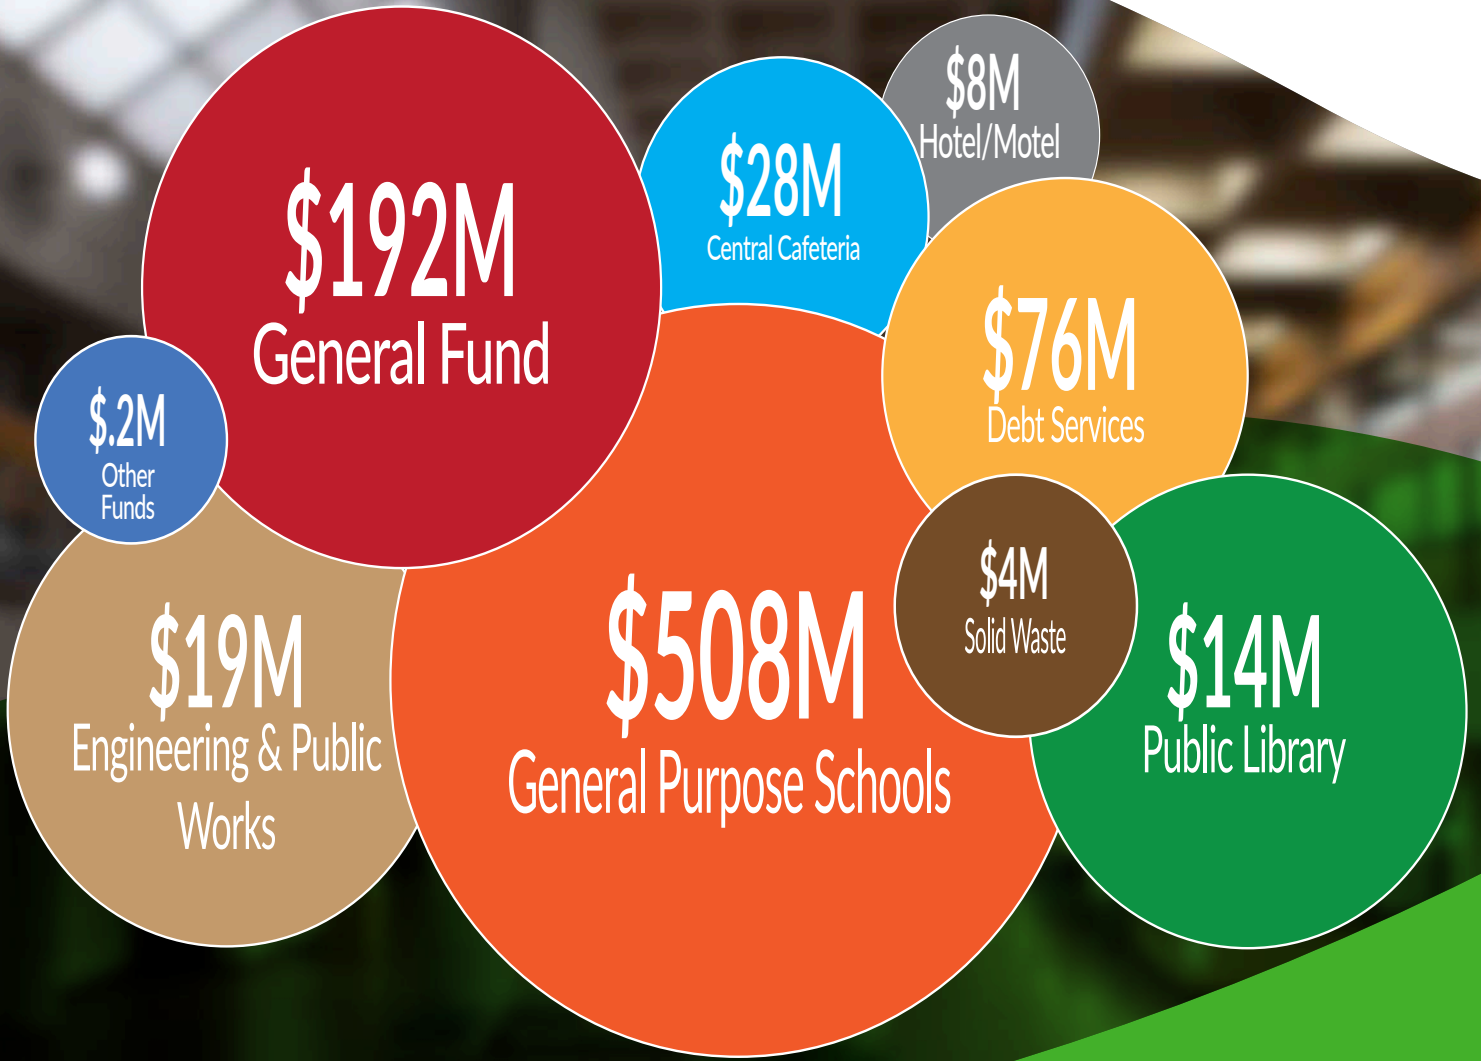 $8M
Hotel/Motel
$28M
Central Cafeteria
$192M
General Fund
$76M
Debt Services
$.2M
Other
Funds
$4M
Solid Waste
$19M
Engineering & Public
Works
$508M
General Purpose Schools
$14M
Public Library